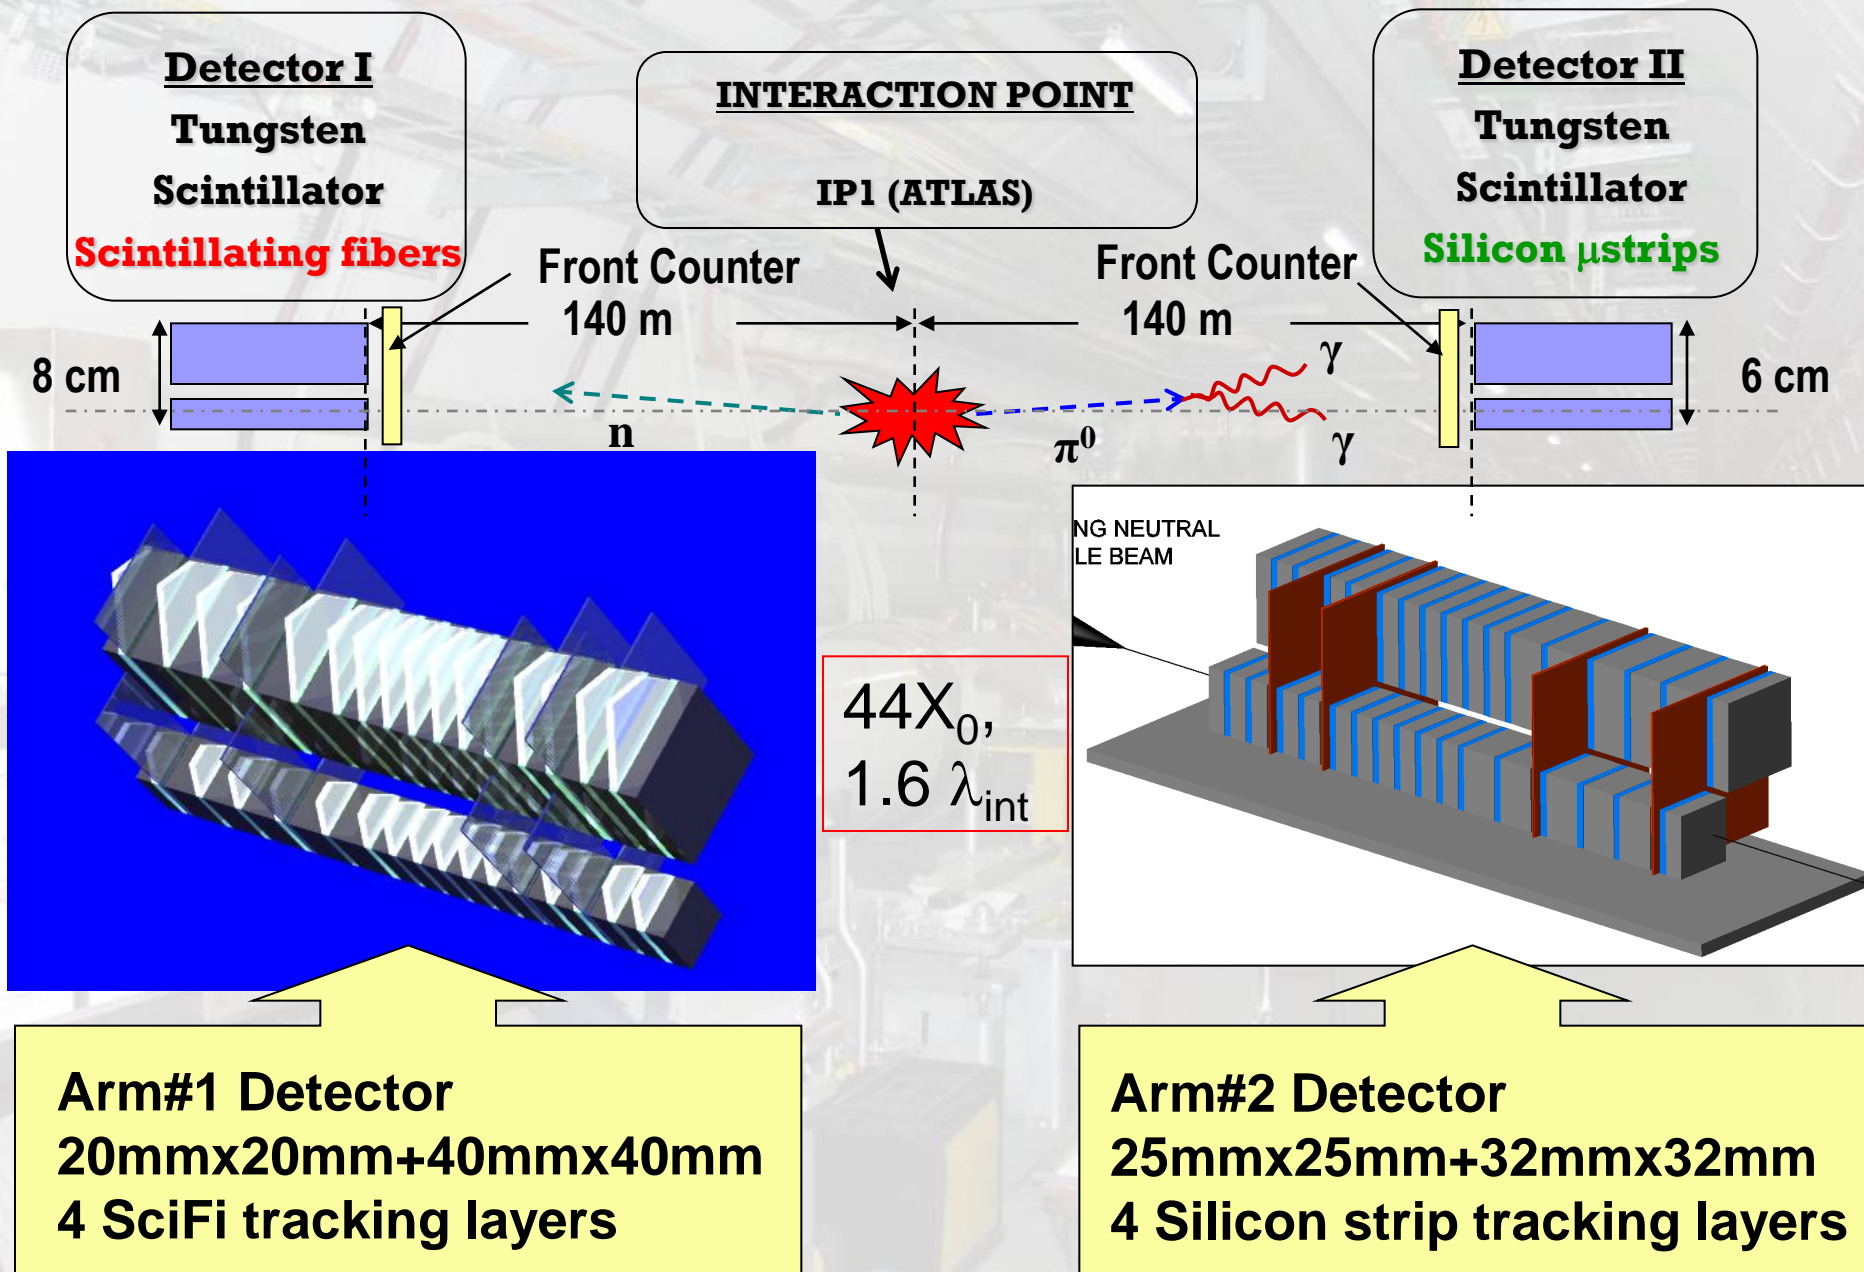 Detector I
Tungsten
Scintillator
Scintillating fibers
INTERACTION POINT
IP1 (ATLAS)
Detector II
Tungsten
Scintillator
Silicon μstrips
Front Counter
140 m
Front Counter
140 m
8 cm
6 cm
n
π⁰
γ
γ
NG NEUTRAL
LE BEAM
44X₀,
1.6 λint
Arm#1 Detector
20mmx20mm+40mmx40mm
4 SciFi tracking layers
Arm#2 Detector
25mmx25mm+32mmx32mm
4 Silicon strip tracking layers